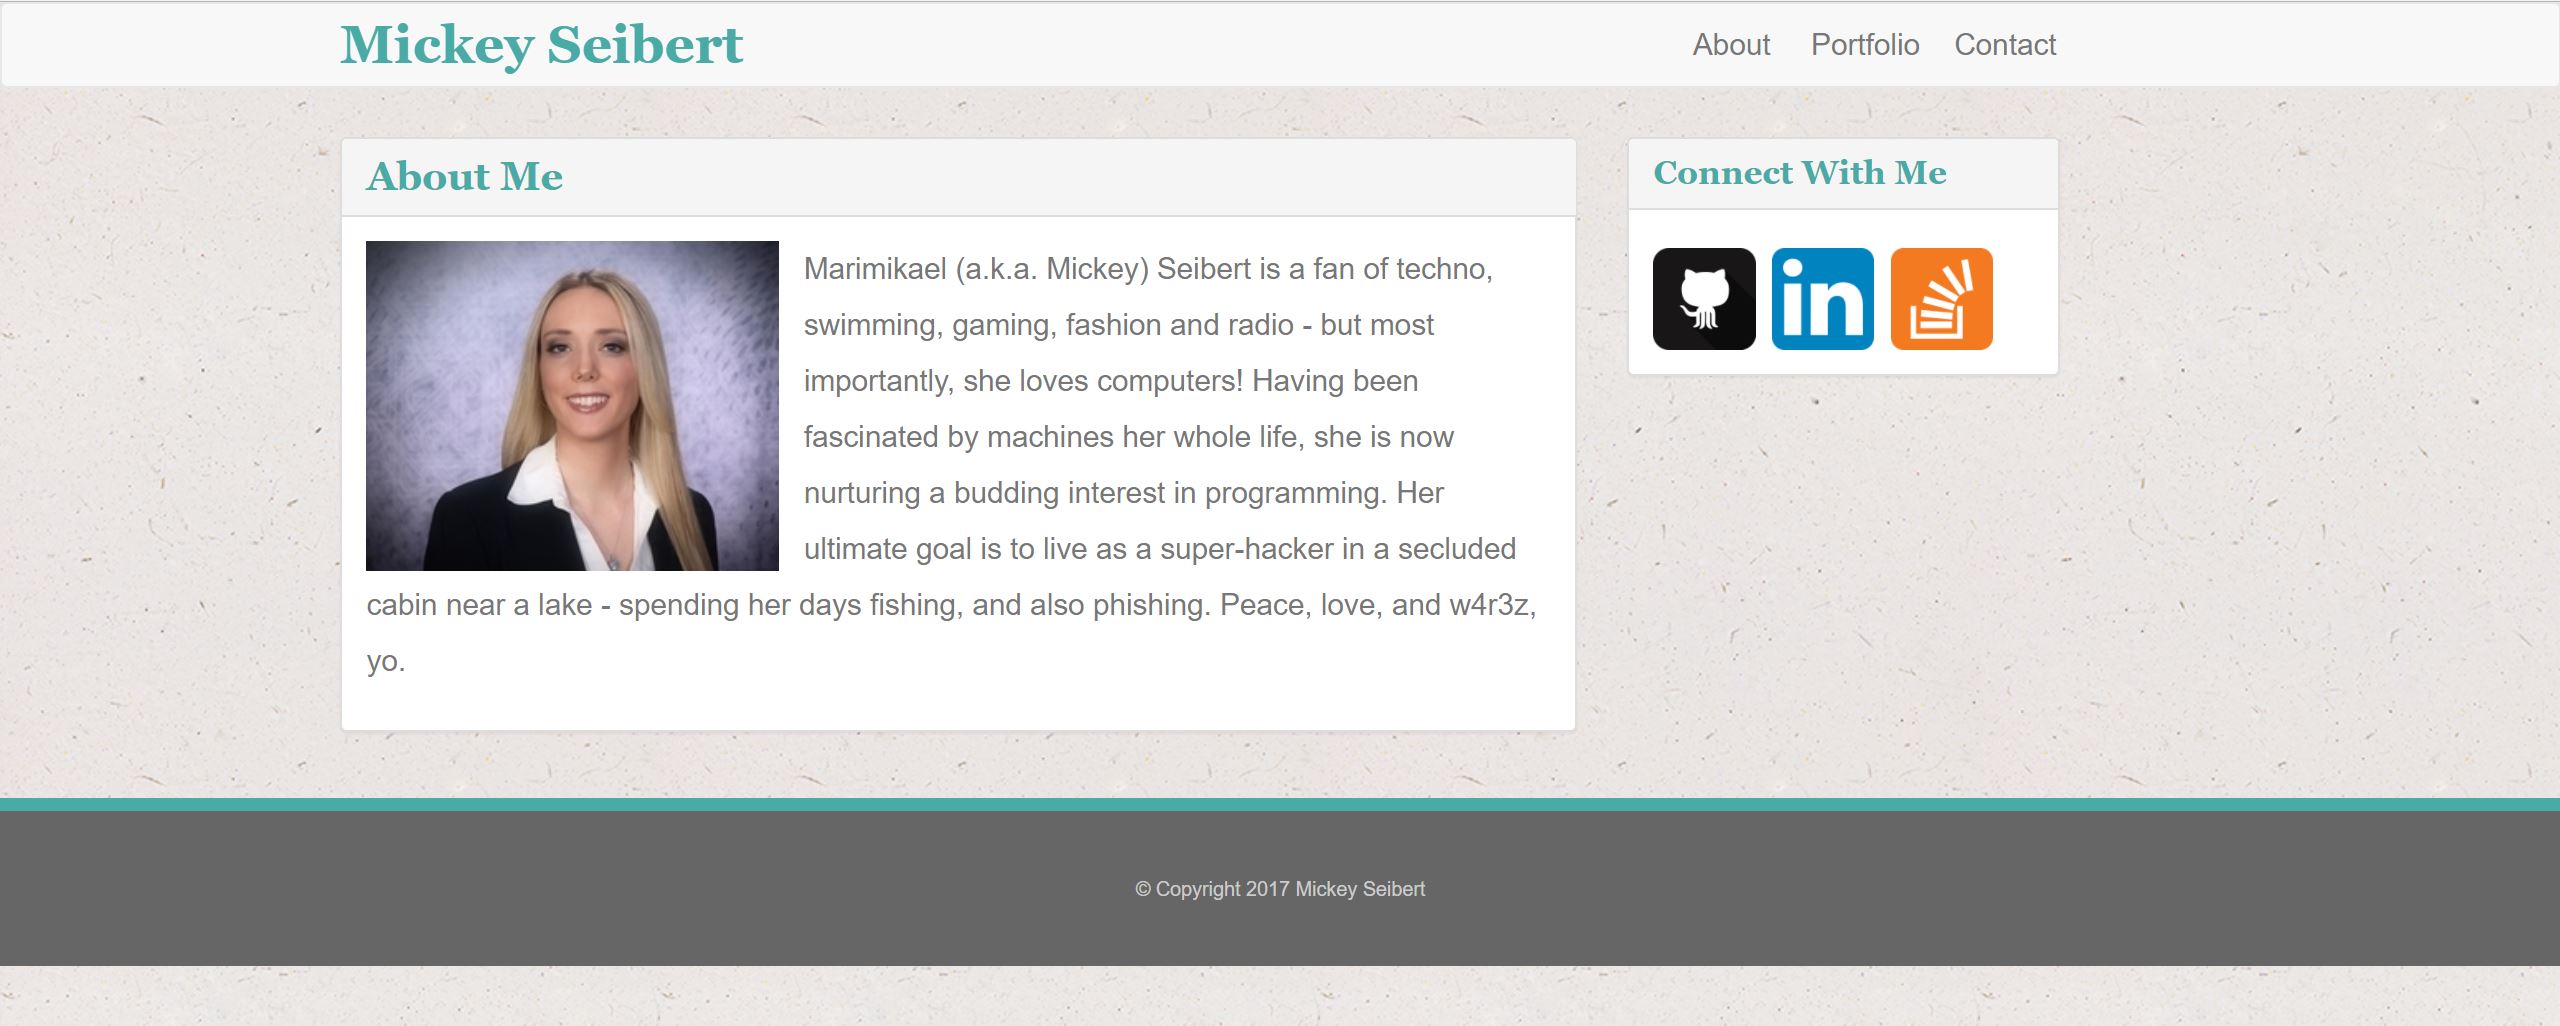 Mickey Seibert
About Portfolio Contact
About Me
Marimikael (a.k.a. Mickey) Seibert is a fan of techno,
swimming, gaming, fashion and radio - but most
importantly, she loves computers! Having been
fascinated by machines her whole life, she is now
nurturing a budding interest in programming. Her
ultimate goal is to live as a super-hacker in a secluded
cabin near a lake - spending her days fishing, and also phishing. Peace, love, and w4r3z,
yo.
Connect With Me
in
© Copyright 2017 Mickey Seibert